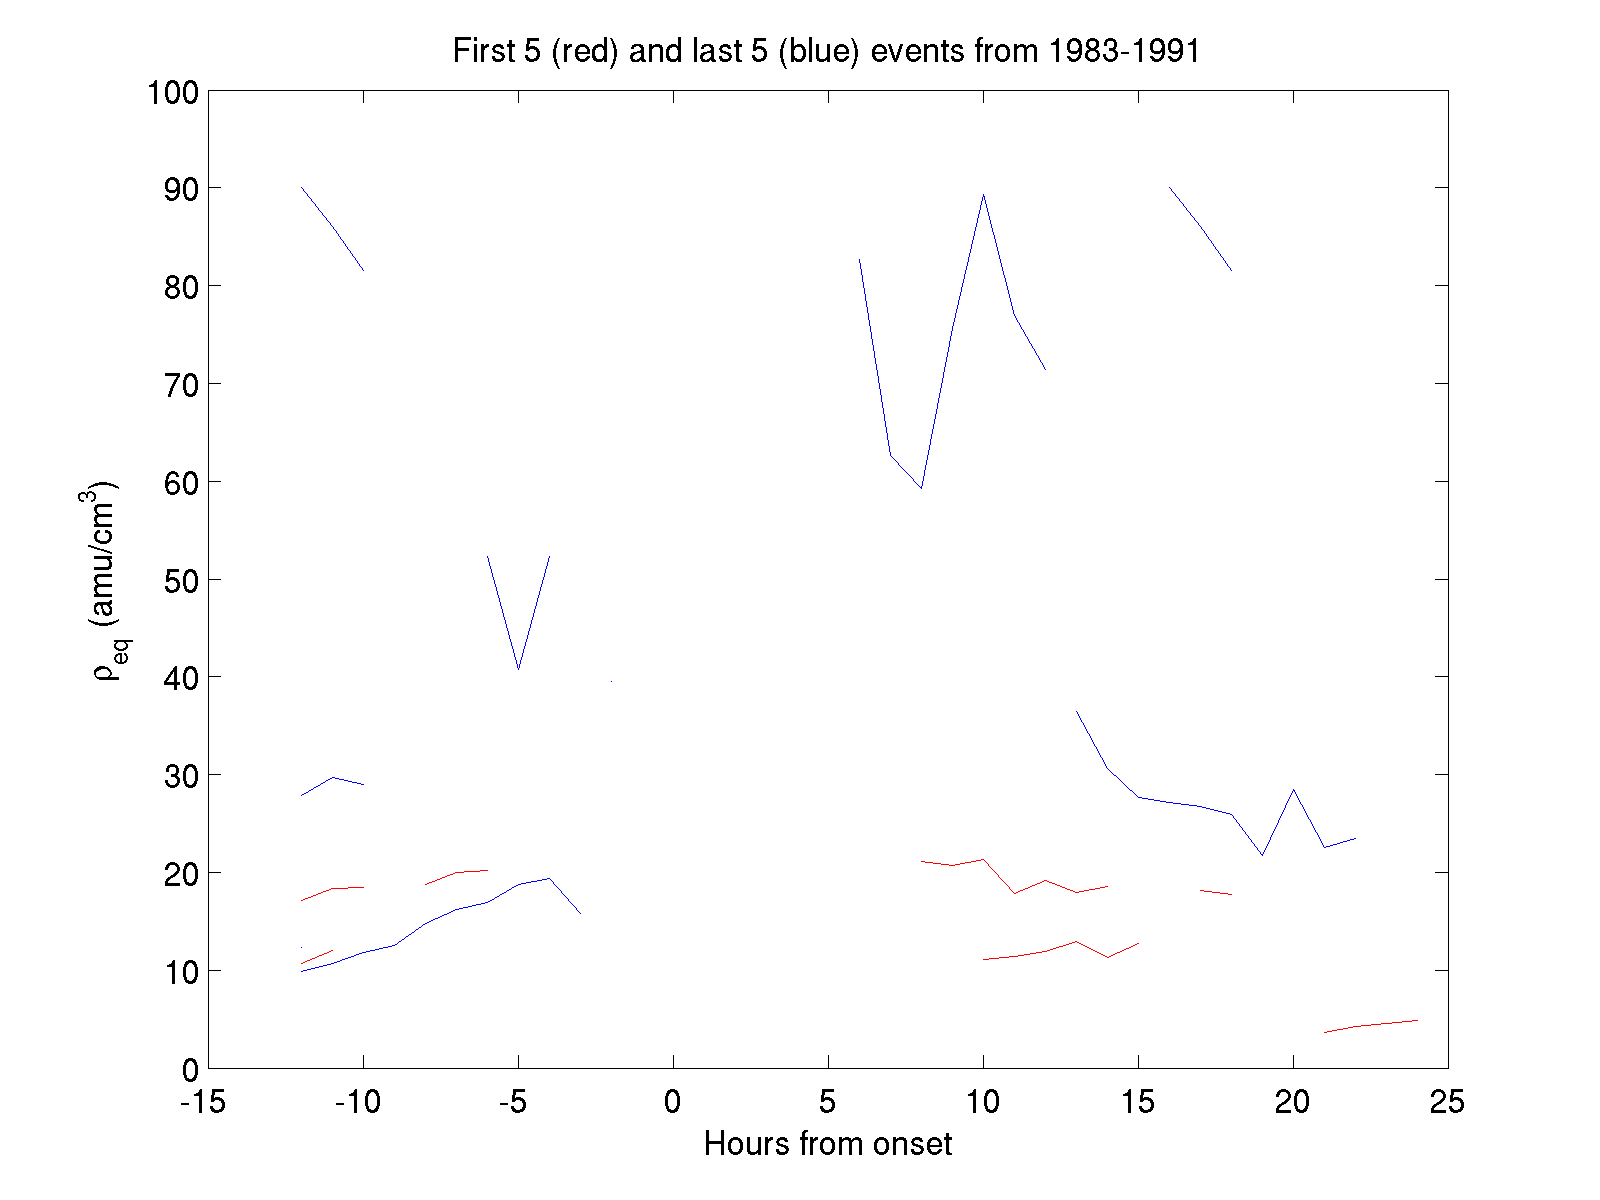 First 5 (red) and last 5 (blue) events from 1983-1991
100
90
80
70
60
50
40
30
20
10
0
ρeq (amu/cm3)
-15 -10 -5 0 5 10 15 20 25
Hours from onset